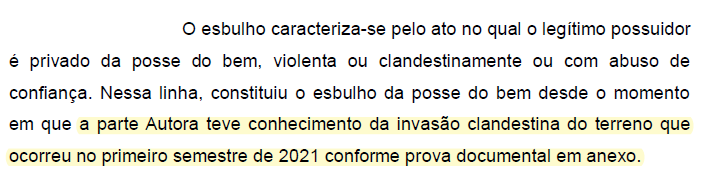 O esbulho caracteriza-se pelo ato no qual o legítimo possuidor
é privado da posse do bem, violenta ou clandestinamente ou com abuso de
confiança. Nessa linha, constituiu o esbulho da posse do bem desde o momento
em que a parte Autora teve conhecimento da invasão clandestina do terreno que
ocorreu no primeiro semestre de 2021 conforme prova documental em anexo.